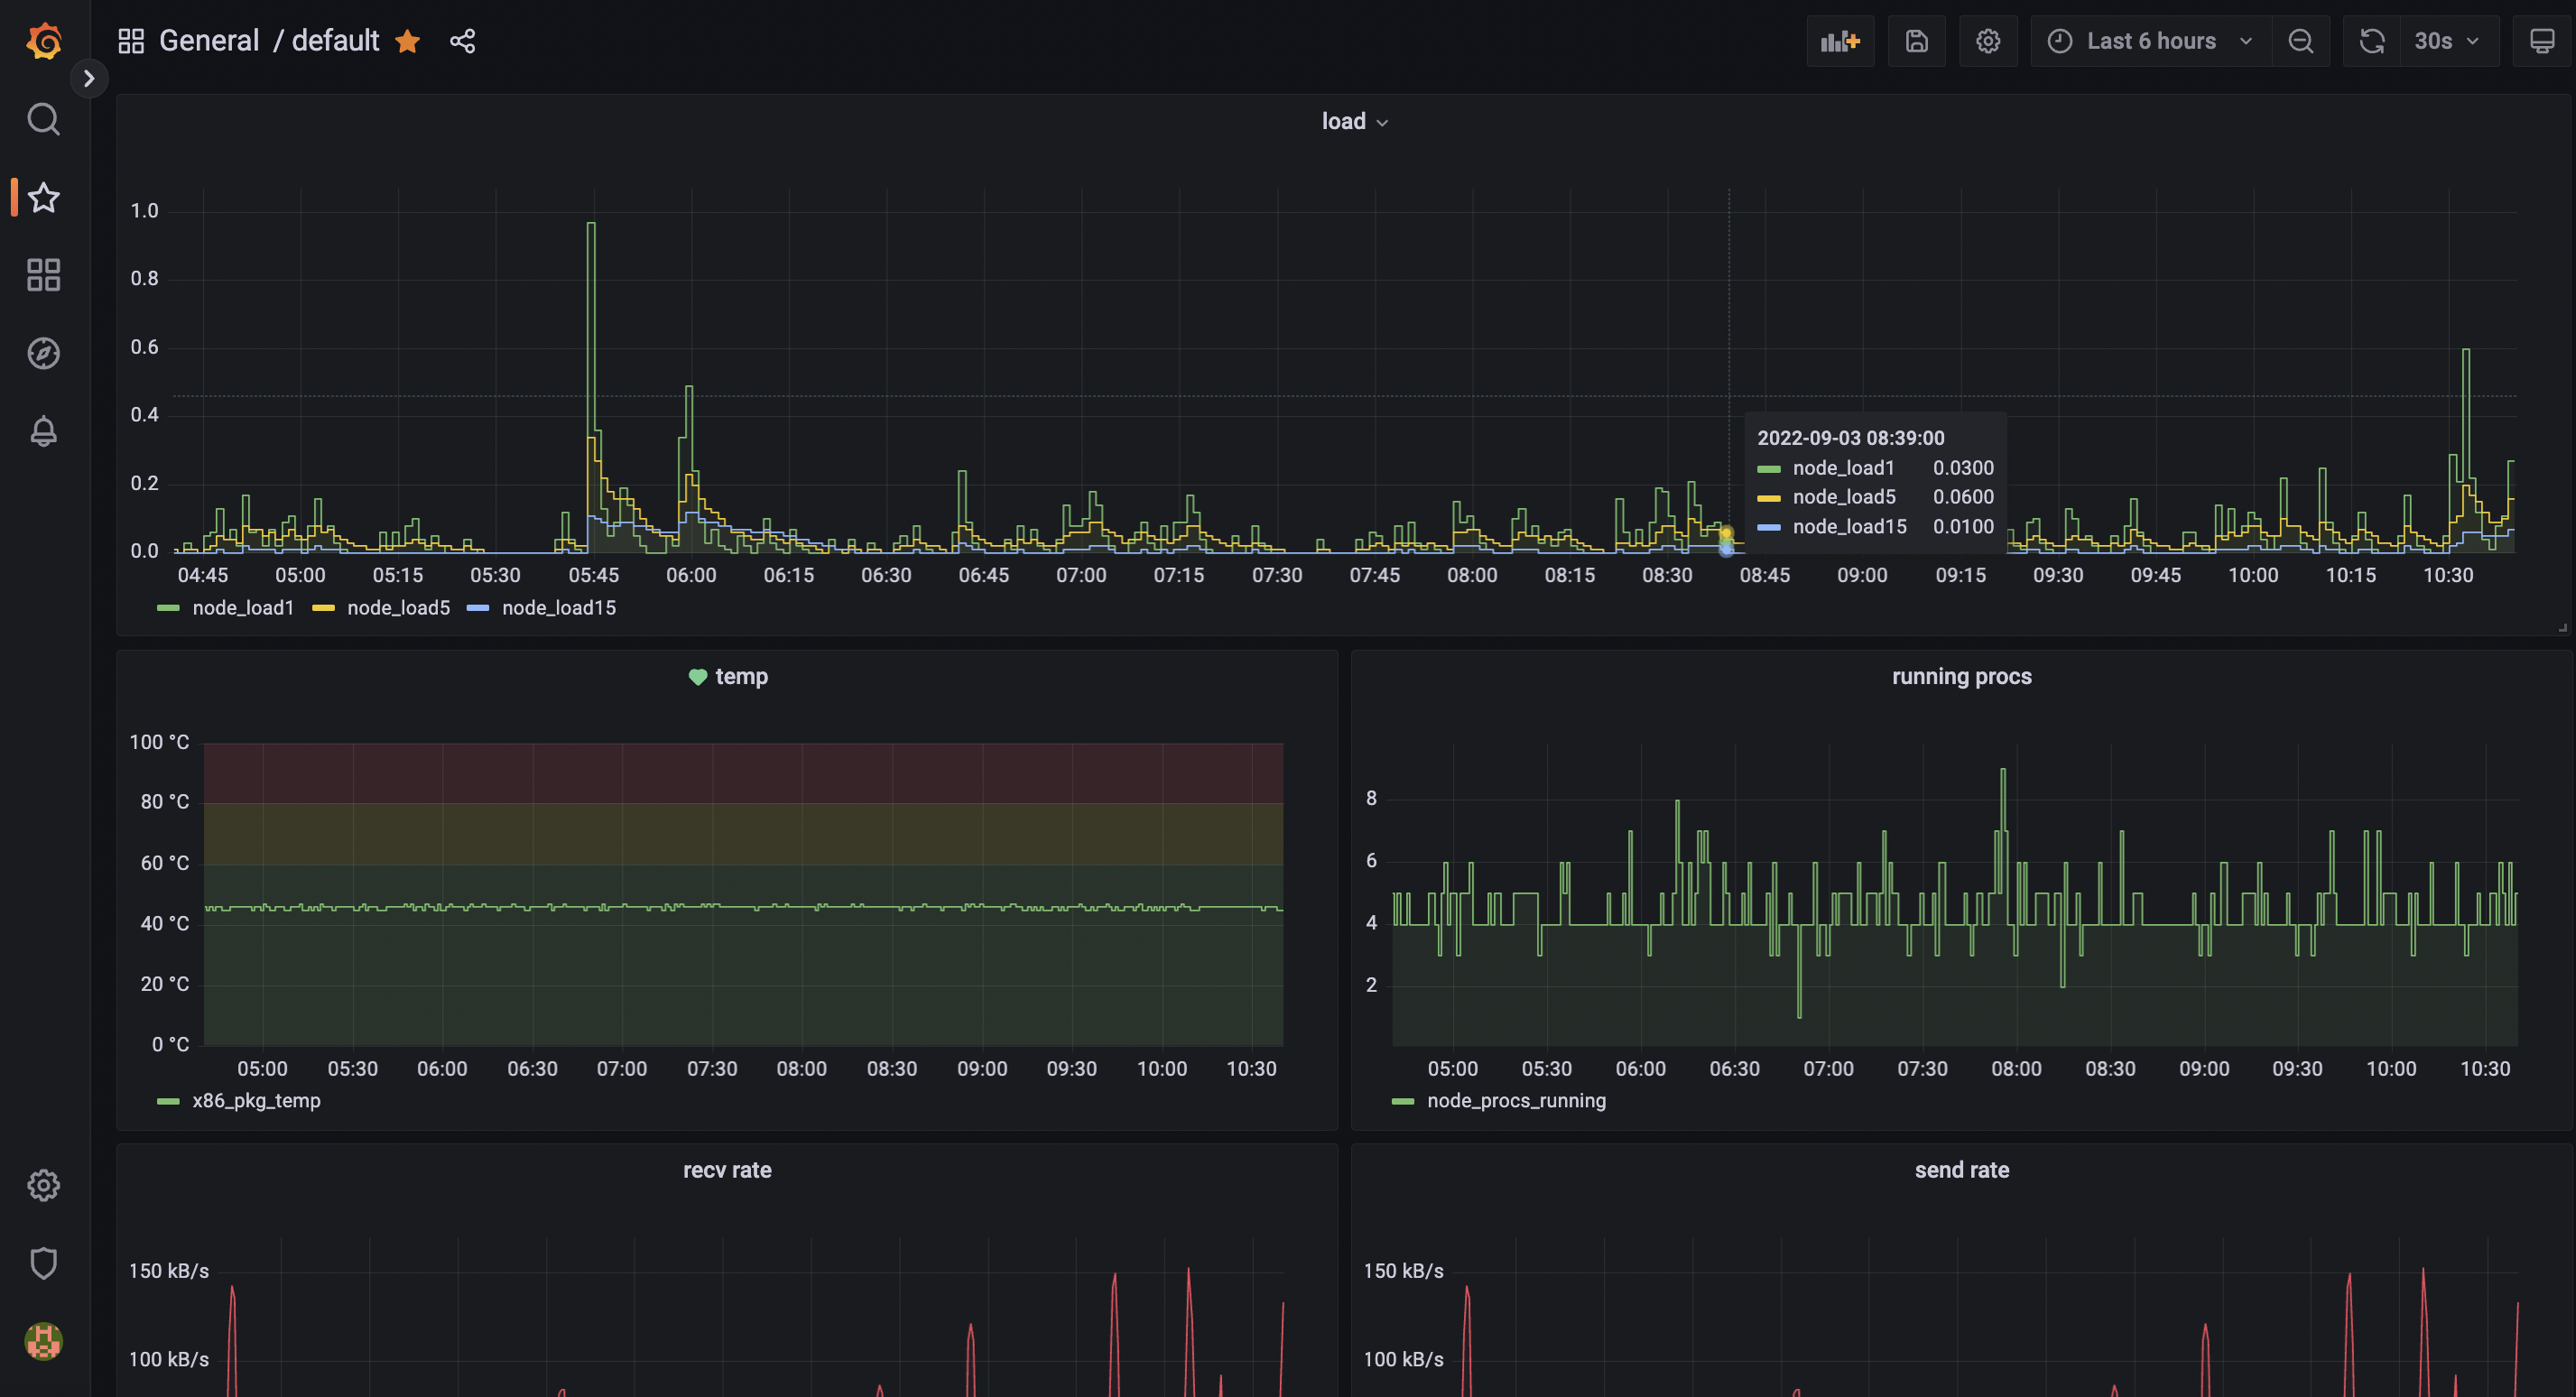 General / default
Last 6 hours
30s
load
1.0
0.8
0.6
0.4
0.2
0.0
2022-09-03 08:39:00
node_load1 0.0300
node_load5 0.0600
node_load15 0.0100
04:45 05:00 05:15 05:30 05:45 06:00 06:15 06:30 06:45 07:00 07:15 07:30 07:45 08:00 08:15 08:30 08:45 09:00 09:15 09:30 09:45 10:00 10:15 10:30
node_load1 node_load5 node_load15
temp
100 °C
80 °C
60 °C
40 °C
20 °C
0 °C
05:00 05:30 06:00 06:30 07:00 07:30 08:00 08:30 09:00 09:30 10:00 10:30
x86_pkg_temp
running procs
8
6
4
2
05:00 05:30 06:00 06:30 07:00 07:30 08:00 08:30 09:00 09:30 10:00 10:30
node_procs_running
recv rate
150 kB/s
100 kB/s
send rate
150 kB/s
100 kB/s